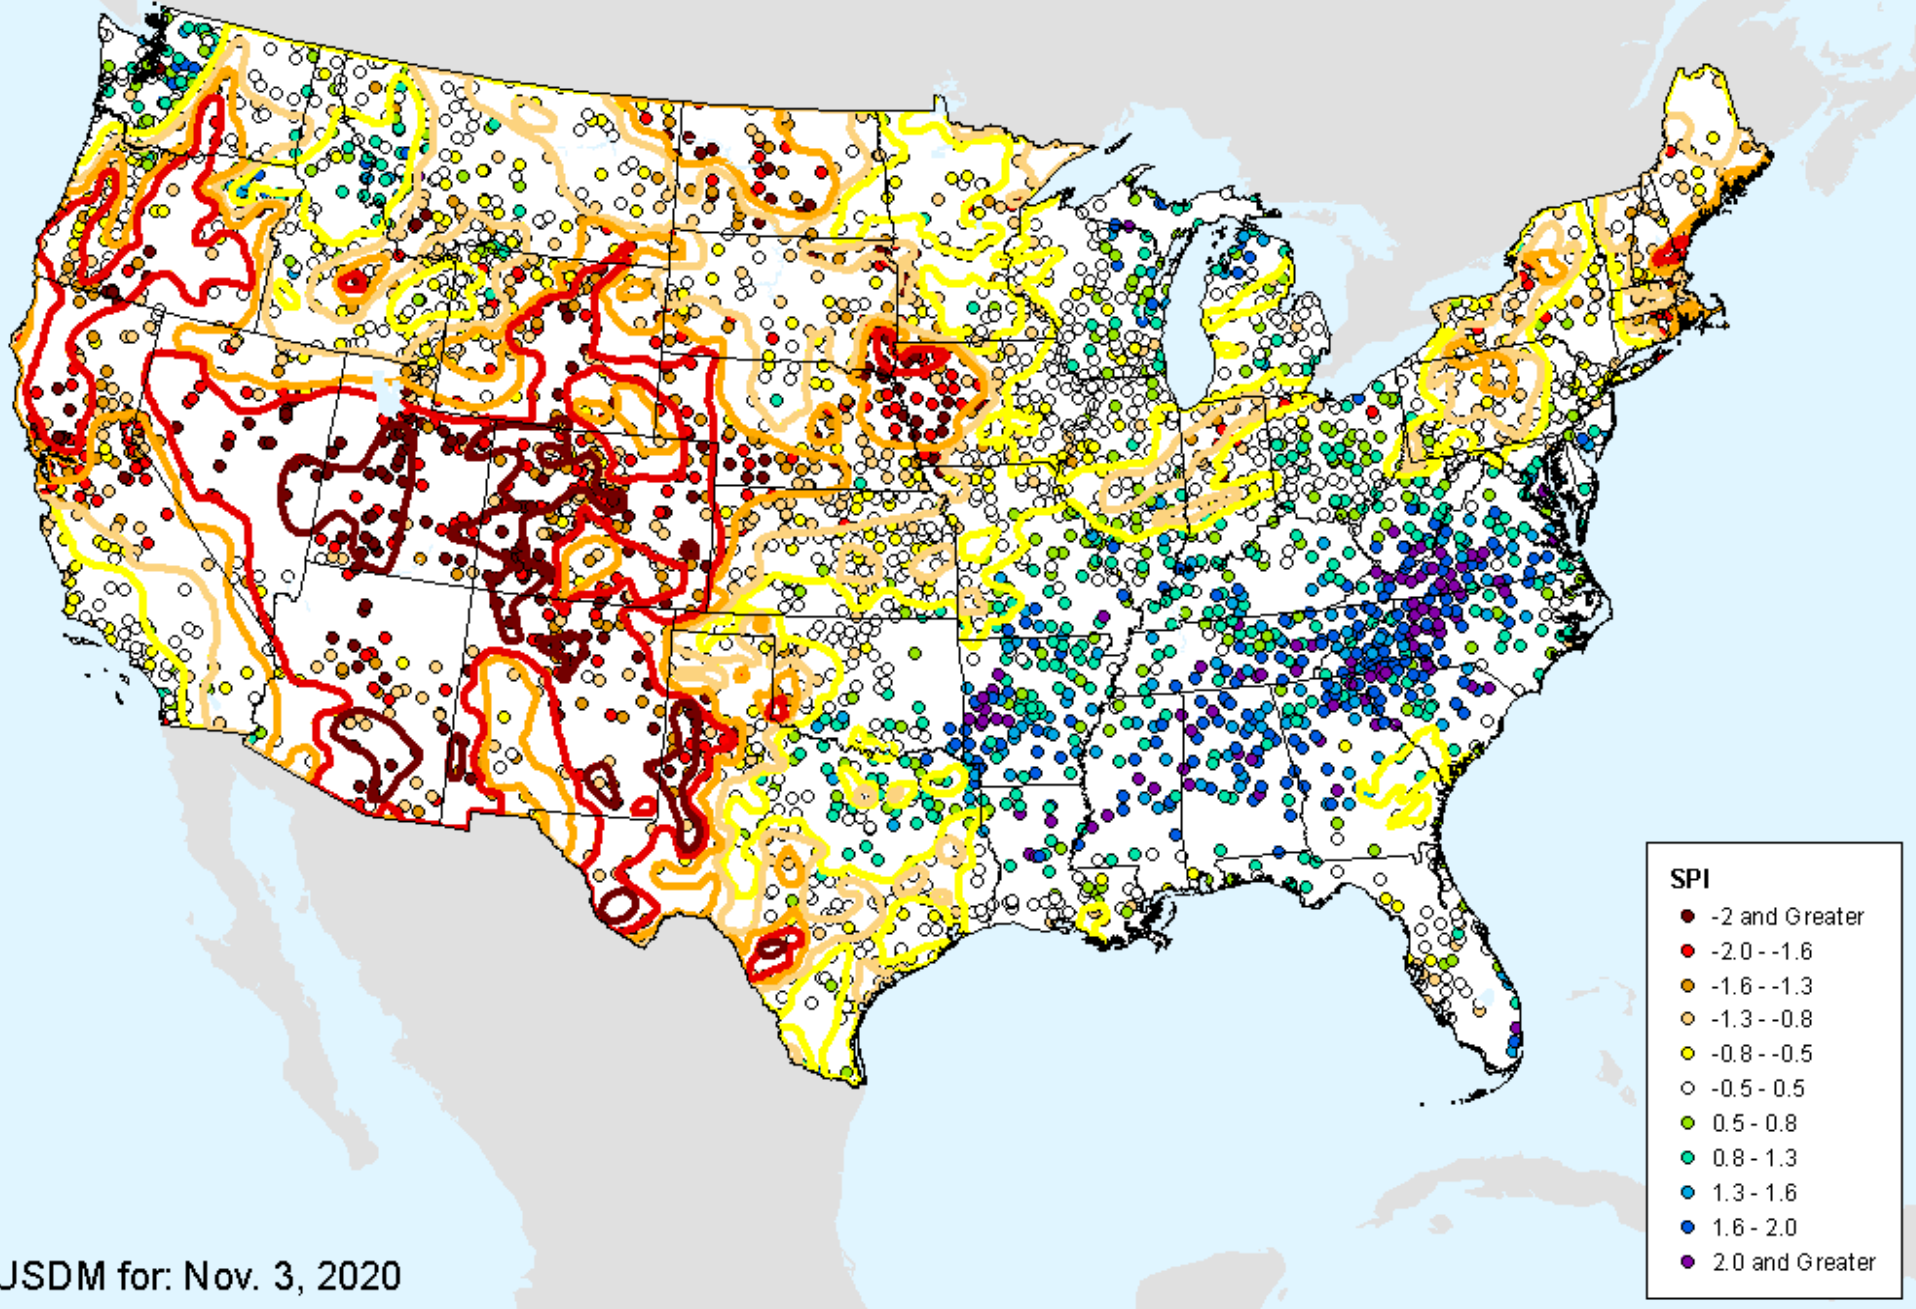 SPI
-2 and Greater
-2.0 - -1.6
-1.6 - -1.3
-1.3 - -0.8
-0.8 - -0.5
-0.5 - 0.5
0.5 - 0.8
0.8 - 1.3
1.3 - 1.6
1.6 - 2.0
2.0 and Greater
USDM for: Nov. 3, 2020